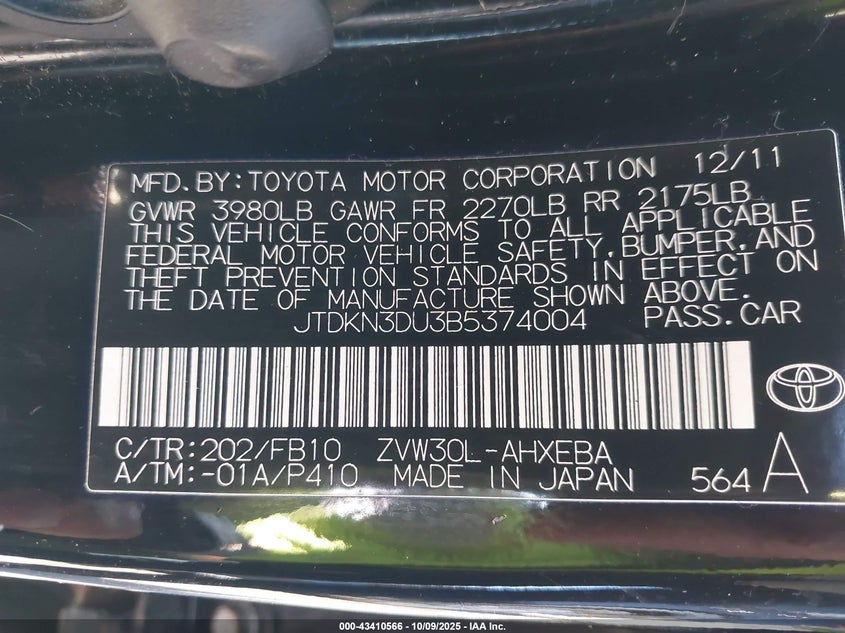 MFD.BY:TOYOTA MOTOR CORPORATION 12/11
GVWR 3980LB GAWR FR 2270LB RR 2175LB
THIS VEHICLE CONFORMS TO ALL APPLICABLE
FEDERAL MOTOR VEHICLE SAFETY,BUMPER,AND
THEFT PREVENTION STANDARDS IN EFFECT ON
THE DATE OF MANUFACTURE SHOWN ABOVE.
JTDKN3DU3B5374004 PASS.CAR
C/TR:202/FB10 ZVW30L-AHXEBA
A/TM:-01A/P410 MADE IN JAPAN 564 A
000-43410566 - 10/09/2025 - IAA Inc.